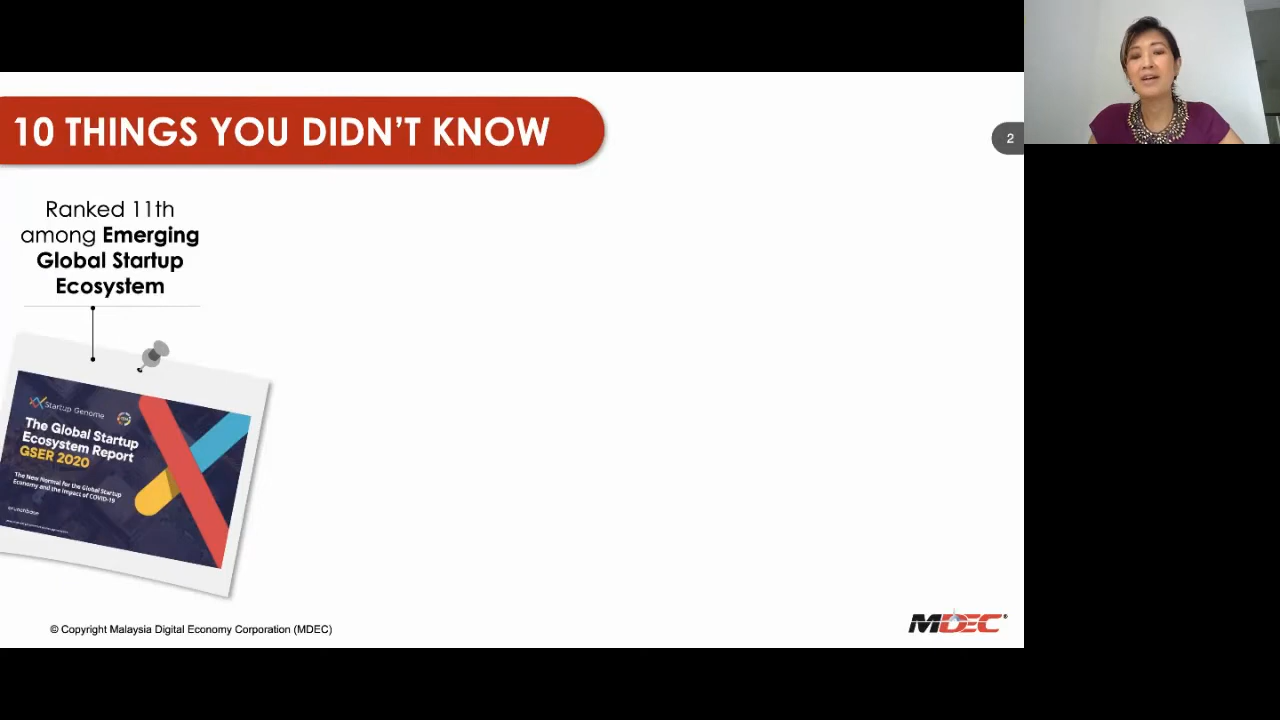 10 THINGS YOU DIDN'T KNOW
2
Ranked 11th
among Emerging
Global Startup
Ecosystem
Startup Genome
The Global Startup
Ecosystem Report
GSER 2020
The New Normal for the Global Startup
Economy and the Impact of COVID-19
© Copyright Malaysia Digital Economy Corporation (MDEC)
MDEC®